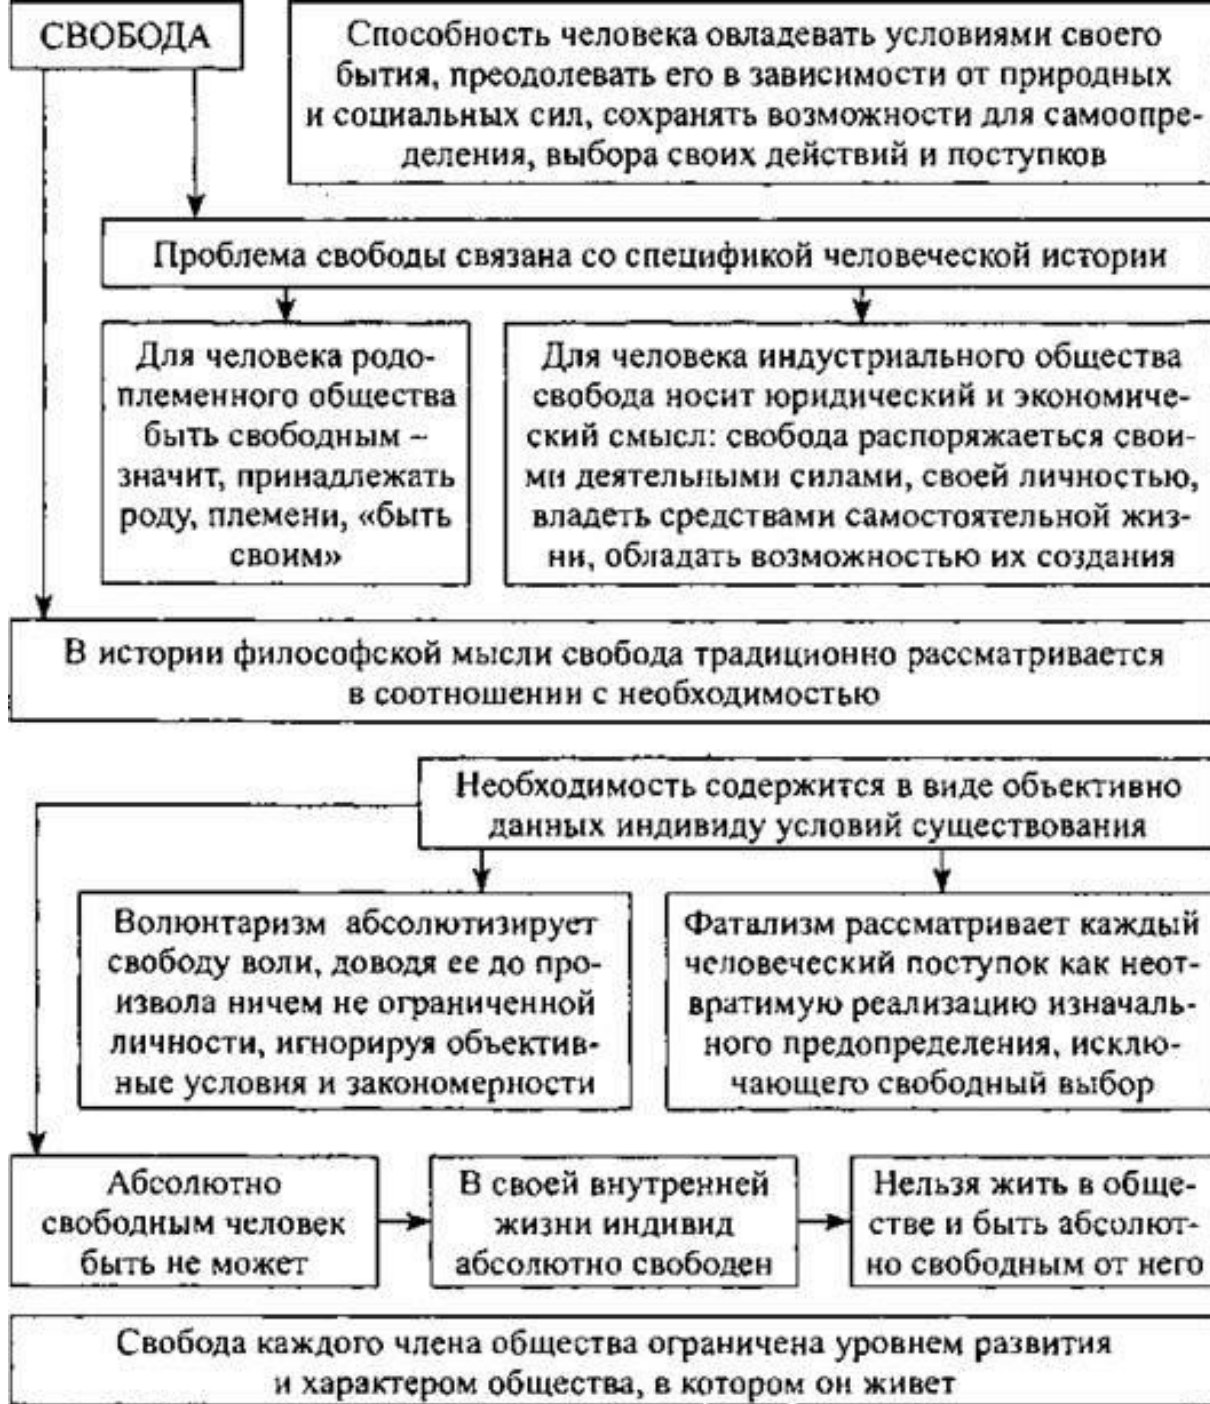 СВОБОДА
Способность человека овладевать условиями своего
бытия, преодолевать его в зависимости от природных
и социальных сил, сохранять возможности для самоопре-
деления, выбора своих действий и поступков
Проблема свободы связана со спецификой человеческой истории
Для человека родо-
племенного общества
быть свободным –
значит, принадлежать
роду, племени, «быть
своим»
Для человека индустриального общества
свобода носит юридический и экономиче-
ский смысл: свобода распоряжаеться свои-
ми деятельными силами, своей личностью,
владеть средствами самостоятельной жиз-
ни, обладать возможностью их создания
В истории философской мысли свобода традиционно рассматривается
в соотношении с необходимостью
Необходимость содержится в виде объективно
данных индивиду условий существования
Волюнтаризм абсолютизирует
свободу воли, доводя ее до про-
извола ничем не ограниченной
личности, игнорируя объектив-
ные условия и закономерности
Фатализм рассматривает каждый
человеческий поступок как неот-
вратимую реализацию изначаль-
ного предопределения, исклю-
чающего свободный выбор
Абсолютно
свободным человек
быть не может
В своей внутренней
жизни индивид
абсолютно свободен
Нельзя жить в обще-
стве и быть абсолют-
но свободным от него
Свобода каждого члена общества ограничена уровнем развития
и характером общества, в котором он живет